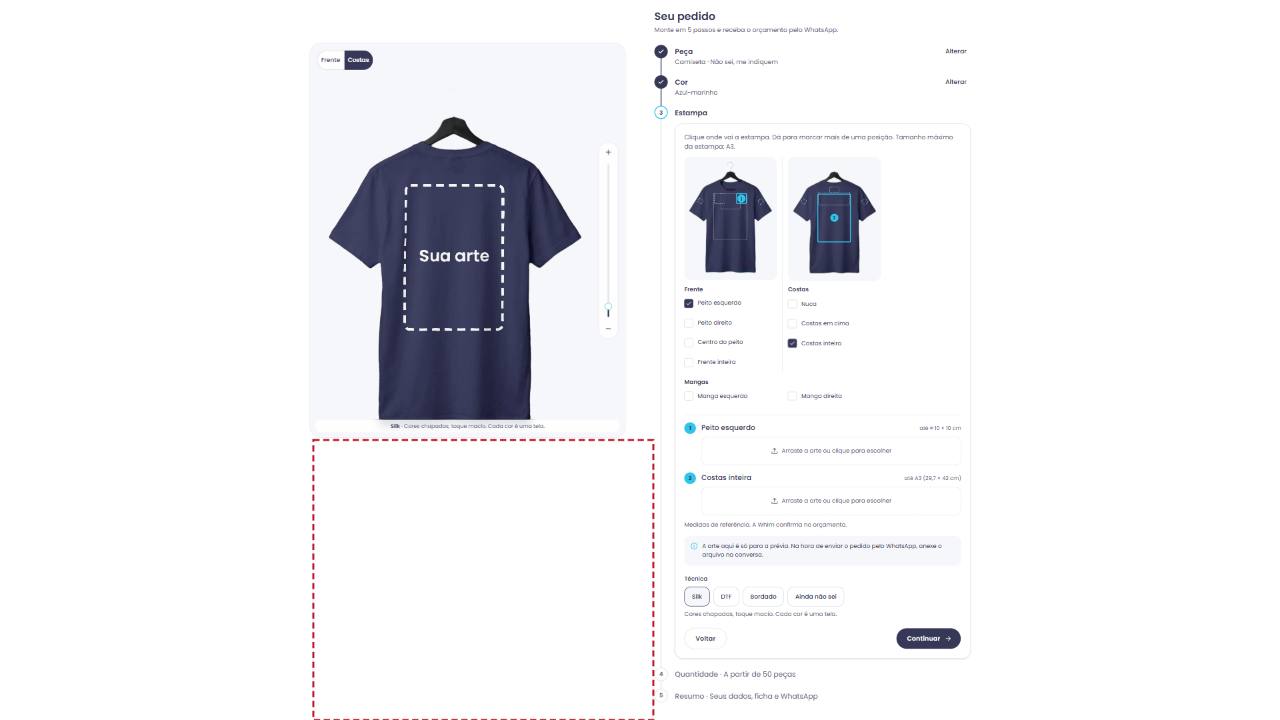 Seu pedido
Monte em 5 passos e receba o orçamento pelo WhatsApp.
Frente
Costas
Peça
Alterar
Camiseta · Não sei, me indiquem
Cor
Alterar
Azul-marinho
3
Estampa
Clique onde vai a estampa. Dá para marcar mais de uma posição. Tamanho máximo
da estampa: A3.
Sua arte
Silk · Cores chapadas, toque macio. Cada cor é uma tela.
Frente
Costas
Peito esquerdo
Nuca
Peito direito
Costas em cima
Centro do peito
Costas inteira
Frente inteira
Mangas
Manga esquerda
Manga direita
1
Peito esquerdo
até ≈ 10 × 10 cm
Arraste a arte ou clique para escolher
2
Costas inteira
até A3 (29,7 × 42 cm)
Arraste a arte ou clique para escolher
Medidas de referência. A Whim confirma no orçamento.
A arte aqui é só para a prévia. Na hora de enviar o pedido pelo WhatsApp, anexe o
arquivo na conversa.
Técnica
Silk
DTF
Bordado
Ainda não sei
Cores chapadas, toque macio. Cada cor é uma tela.
Voltar
Continuar →
4
Quantidade · A partir de 50 peças
5
Resumo · Seus dados, ficha e WhatsApp